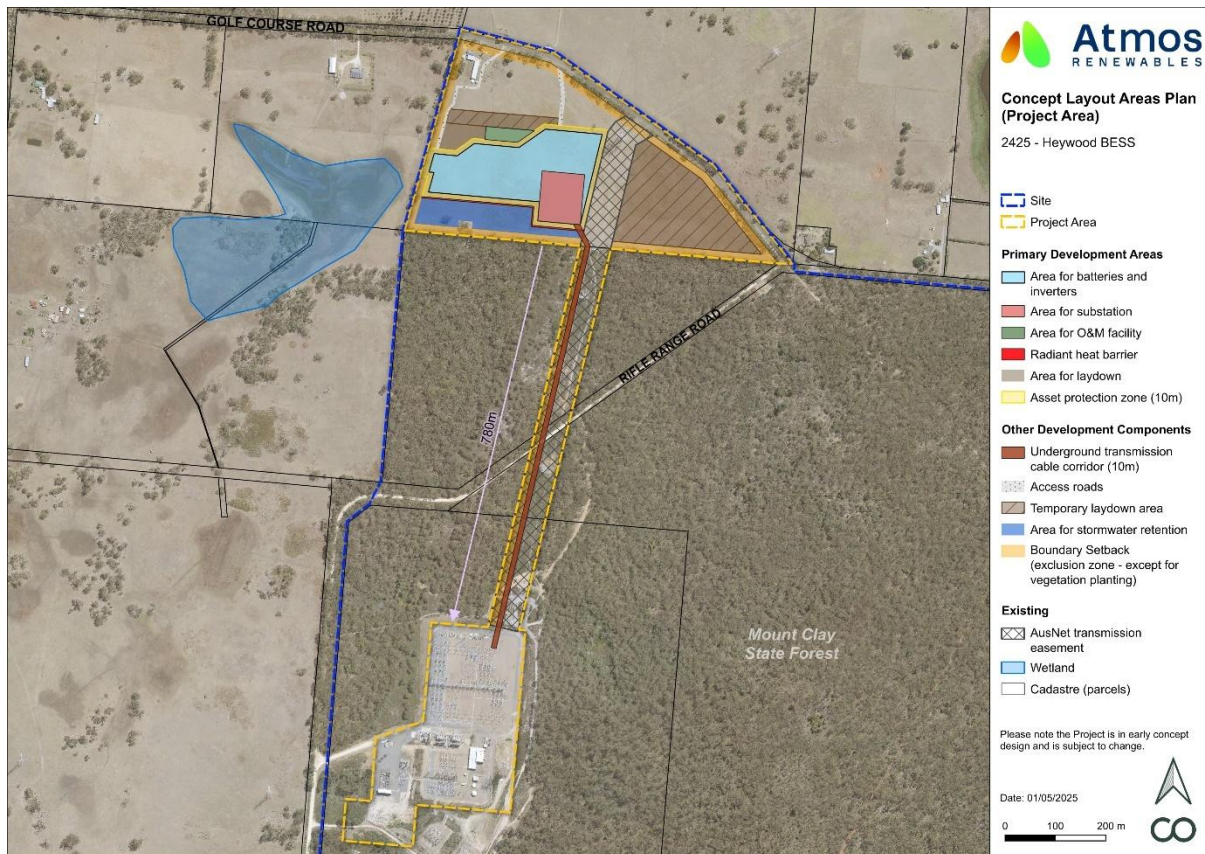 GOLF COURSE ROAD
RIFLE RANGE ROAD
780m
Mount Clay
State Forest
Atmos
RENEWABLES
Concept Layout Areas Plan
(Project Area)
2425 - Heywood BESS
Site
Project Area
Primary Development Areas
Area for batteries and
inverters
Area for substation
Area for O&M facility
Radiant heat barrier
Area for laydown
Asset protection zone (10m)
Other Development Components
Underground transmission
cable corridor (10m)
Access roads
Temporary laydown area
Area for stormwater retention
Boundary Setback
(exclusion zone - except for
vegetation planting)
Existing
AusNet transmission
easement
Wetland
Cadastre (parcels)
Please note the Project is in early concept
design and is subject to change.
Date: 01/05/2025
0 100 200 m
CO